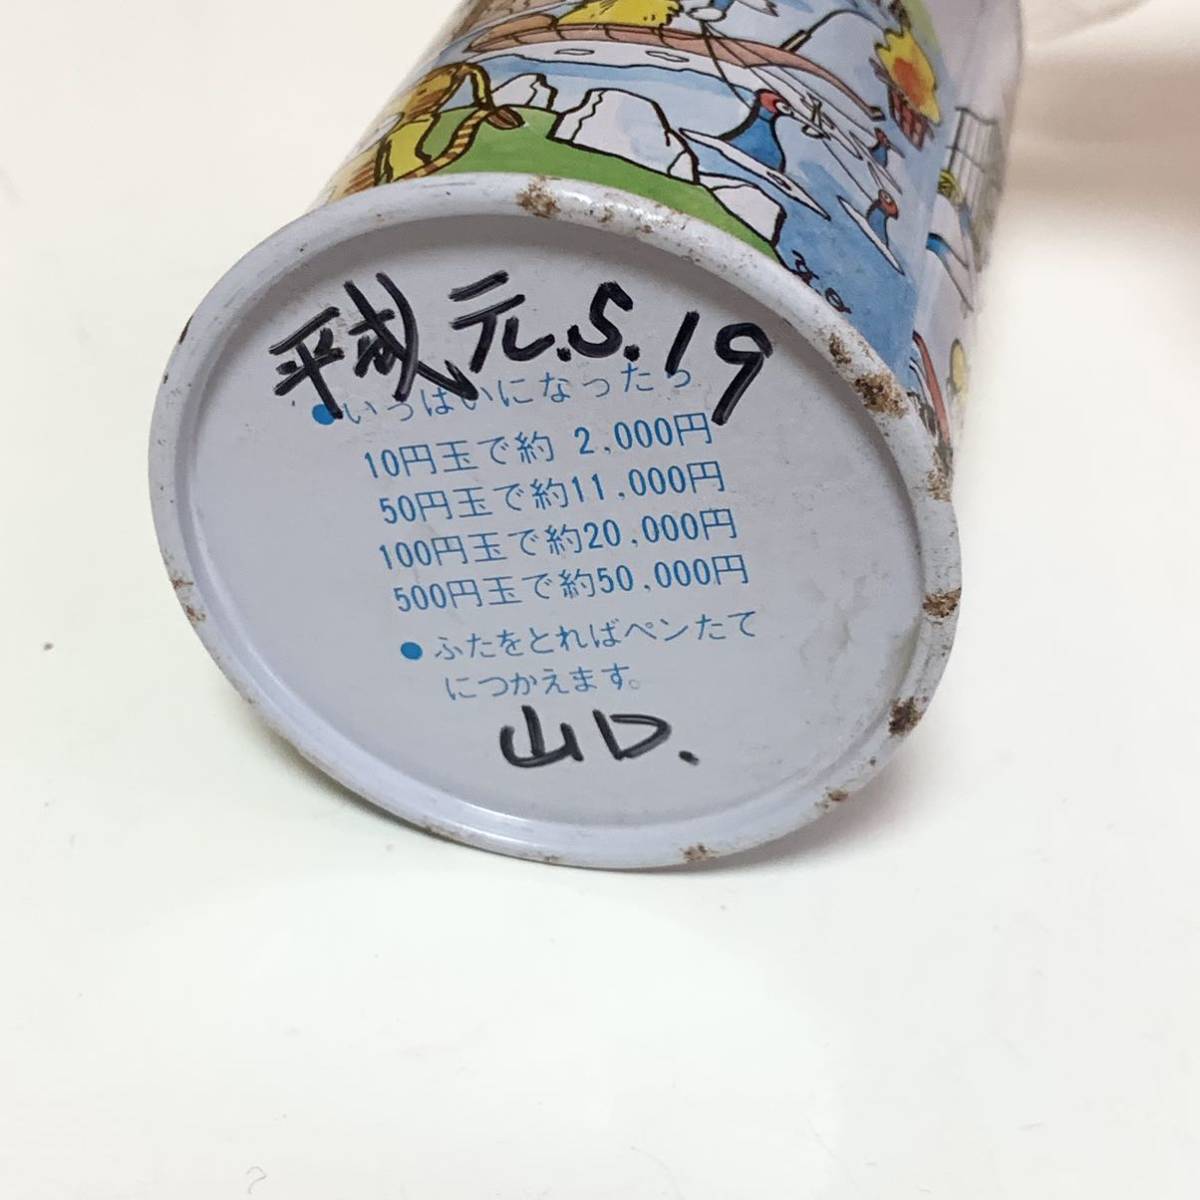 平成元.5.19
●いっぱいになったら
10円玉で約 2,000円
50円玉で約11,000円
100円玉で約20,000円
500円玉で約50,000円
●ふたをとればペンたて
につかえます。
山口.